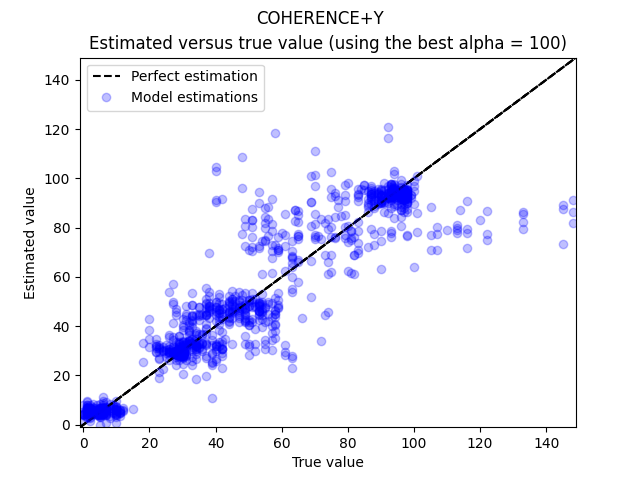 COHERENCE+Y
Estimated versus true value (using the best alpha = 100)
Perfect estimation
Model estimations
140
120
100
80
60
40
20
0
Estimated value
0 20 40 60 80 100 120 140
True value